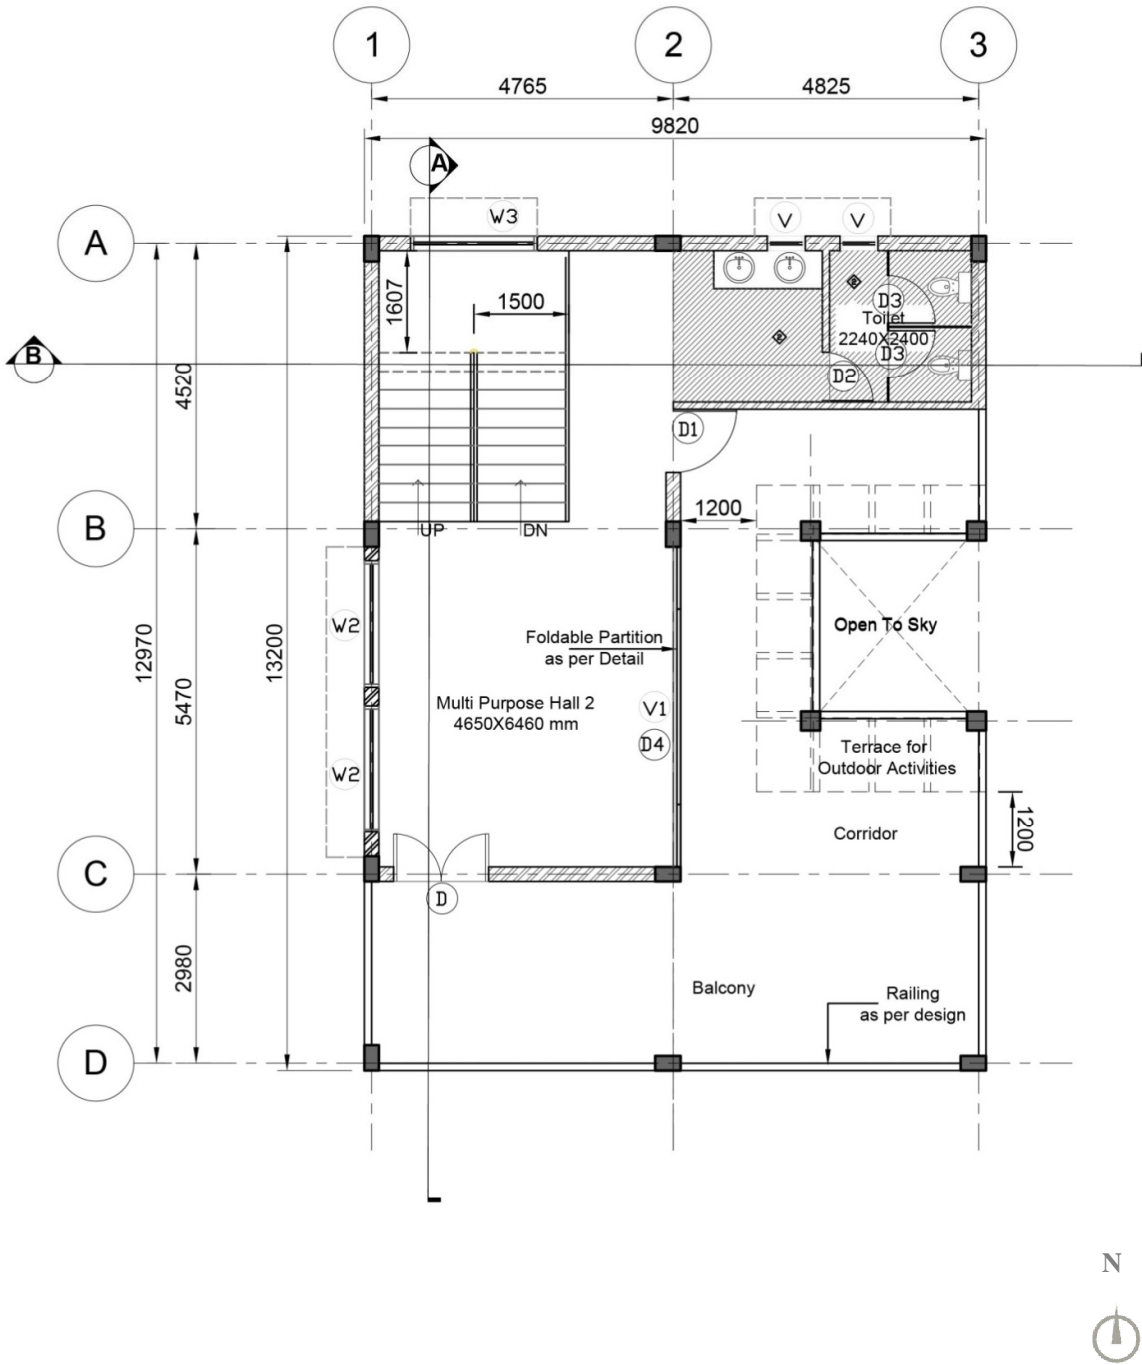 1
2
3
4765
4825
9820
A
A
W3
V
V
1607
1500
D3
Toilet
2240X2400
D3
D2
B
4520
D1
1200
B
UP
DN
12970
13200
5470
W2
Foldable Partition
as per Detail
Open To Sky
Multi Purpose Hall 2
4650X6460 mm
V1
D4
W2
Terrace for
Outdoor Activities
Corridor
1200
C
D
2980
Balcony
Railing
as per design
D
N